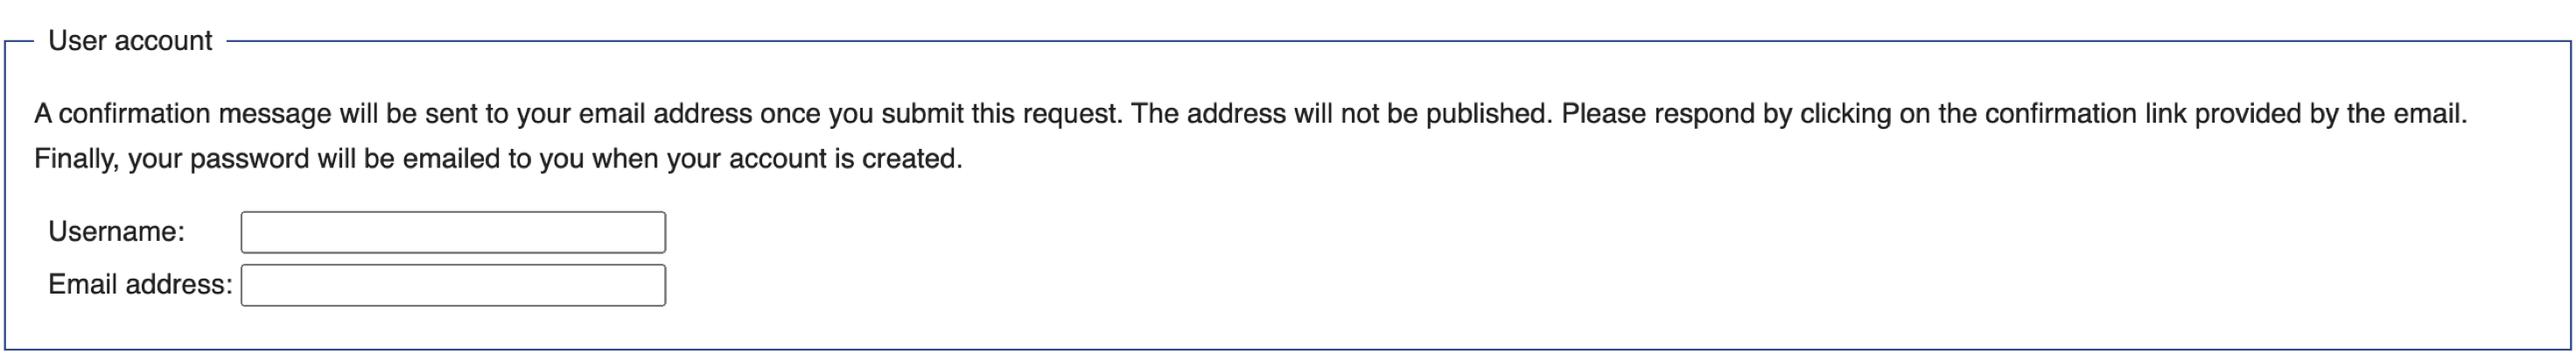 User account
A confirmation message will be sent to your email address once you submit this request. The address will not be published. Please respond by clicking on the confirmation link provided by the email.
Finally, your password will be emailed to you when your account is created.
Username:
Email address: